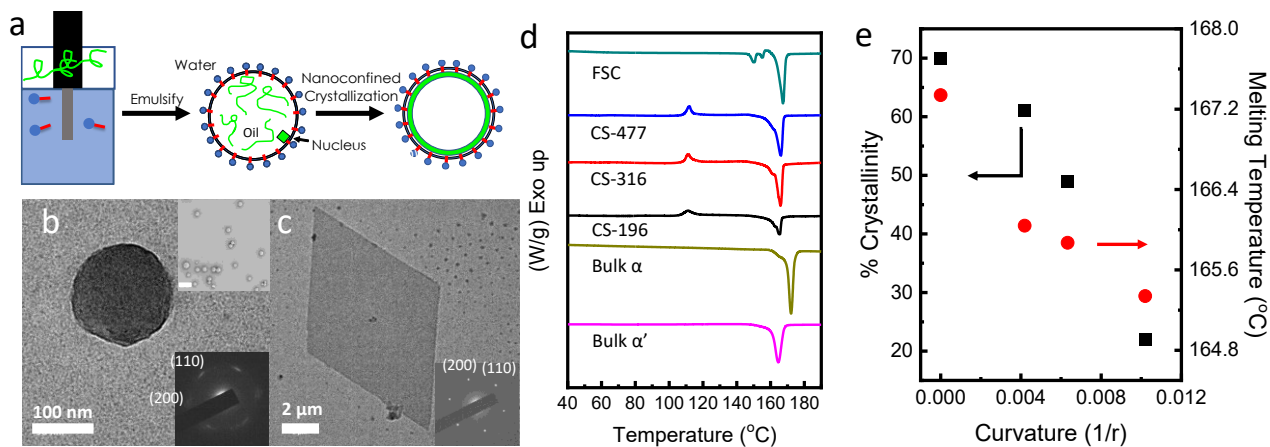 a
Water
Emulsify
Oil
Nucleus
Nanoconfined
Crystallization
b
(110)
(200)
100 nm
c
(200)
(110)
2 μm
d
(W/g) Exo up
FSC
CS-477
CS-316
CS-196
Bulk α
Bulk α’
40 60 80 100 120 140 160 180
Temperature (°C)
e
% Crystallinity
70
60
50
40
30
20
168.0
167.2
166.4
165.6
164.8
Melting Temperature (°C)
0.000 0.004 0.008 0.012
Curvature (1/r)